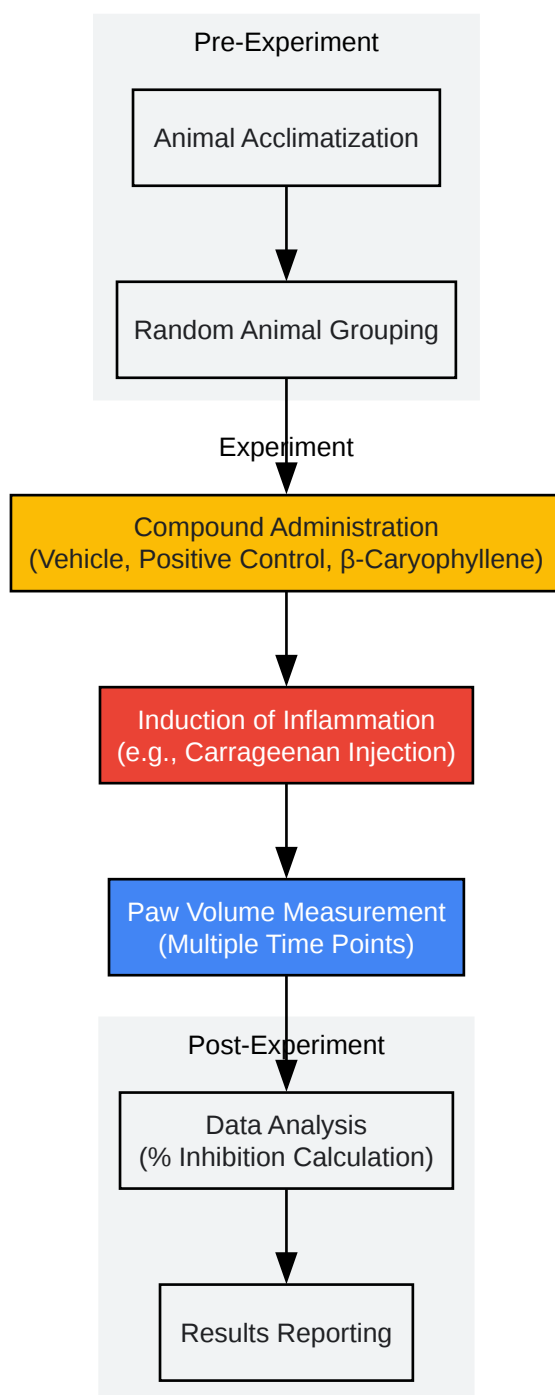 Pre-Experiment
Animal Acclimatization
Random Animal Grouping
Experiment
Compound Administration
(Vehicle, Positive Control, β-Caryophyllene)
Induction of Inflammation
(e.g., Carrageenan Injection)
Paw Volume Measurement
(Multiple Time Points)
Post-Experiment
Data Analysis
(% Inhibition Calculation)
Results Reporting